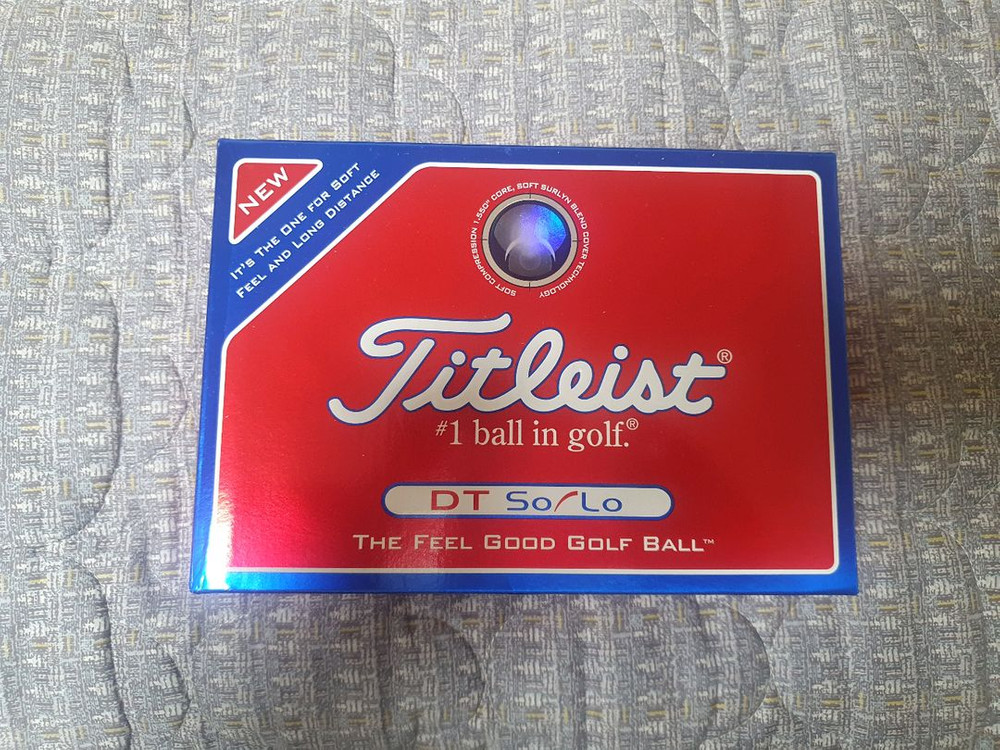 NEW
IT'S THE ONE FOR SOFT
FEEL AND LONG DISTANCE
SOFT COMPRESSION 1.550" CORE, SOFT SURLYN BLEND COVER TECHNOLOGY
Titleist®
#1 ball in golf.®
DT So/Lo
THE FEEL GOOD GOLF BALL™